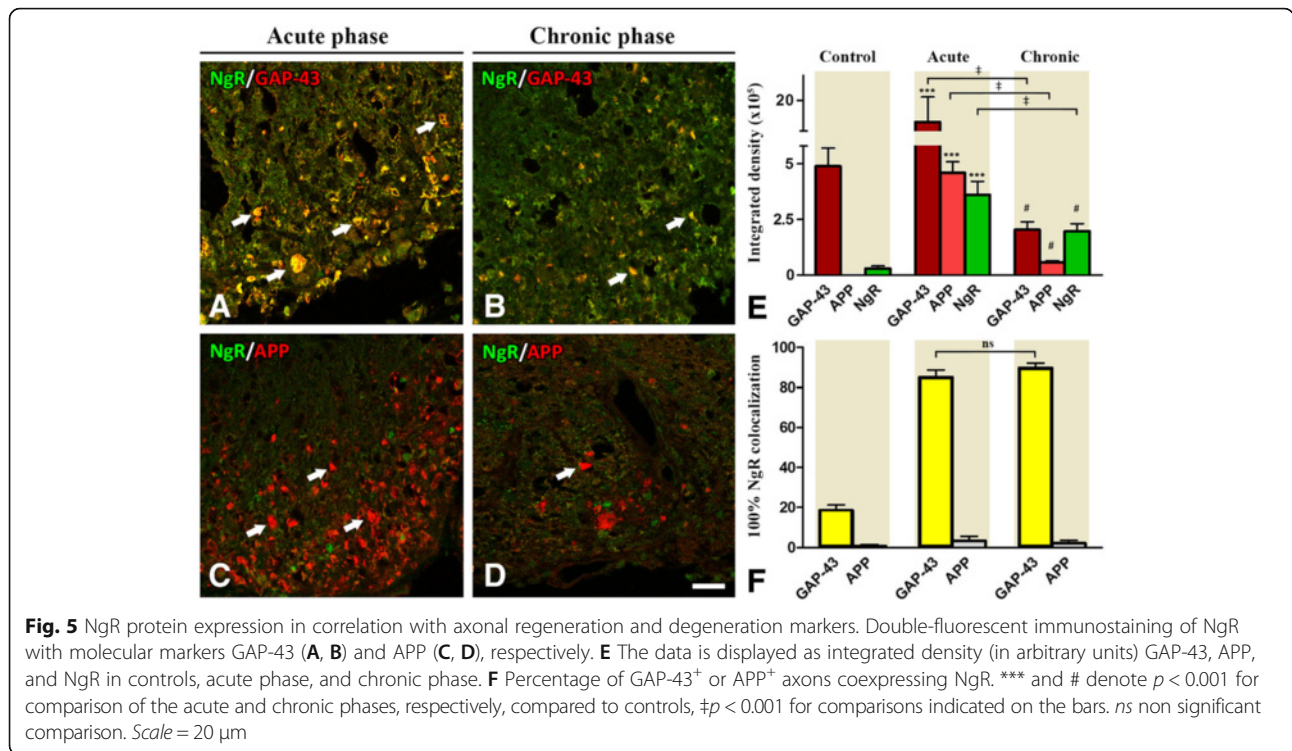 Acute phase
Chronic phase
NgR/GAP-43
A
NgR/GAP-43
B
NgR/APP
C
NgR/APP
D
Control
Acute
Chronic
‡
‡
‡
***
***
***
#
#
#
Integrated density (x10⁵)
20
5
2.5
0
GAP-43
APP
NgR
GAP-43
APP
NgR
GAP-43
APP
NgR
E
ns
100% NgR colocalization
100
80
60
40
20
0
GAP-43
APP
GAP-43
APP
GAP-43
APP
F
Fig. 5 NgR protein expression in correlation with axonal regeneration and degeneration markers. Double-fluorescent immunostaining of NgR
with molecular markers GAP-43 (A, B) and APP (C, D), respectively. E The data is displayed as integrated density (in arbitrary units) GAP-43, APP,
and NgR in controls, acute phase, and chronic phase. F Percentage of GAP-43⁺ or APP⁺ axons coexpressing NgR. *** and # denote p < 0.001 for
comparison of the acute and chronic phases, respectively, compared to controls, ‡p < 0.001 for comparisons indicated on the bars. ns non significant
comparison. Scale = 20 μm